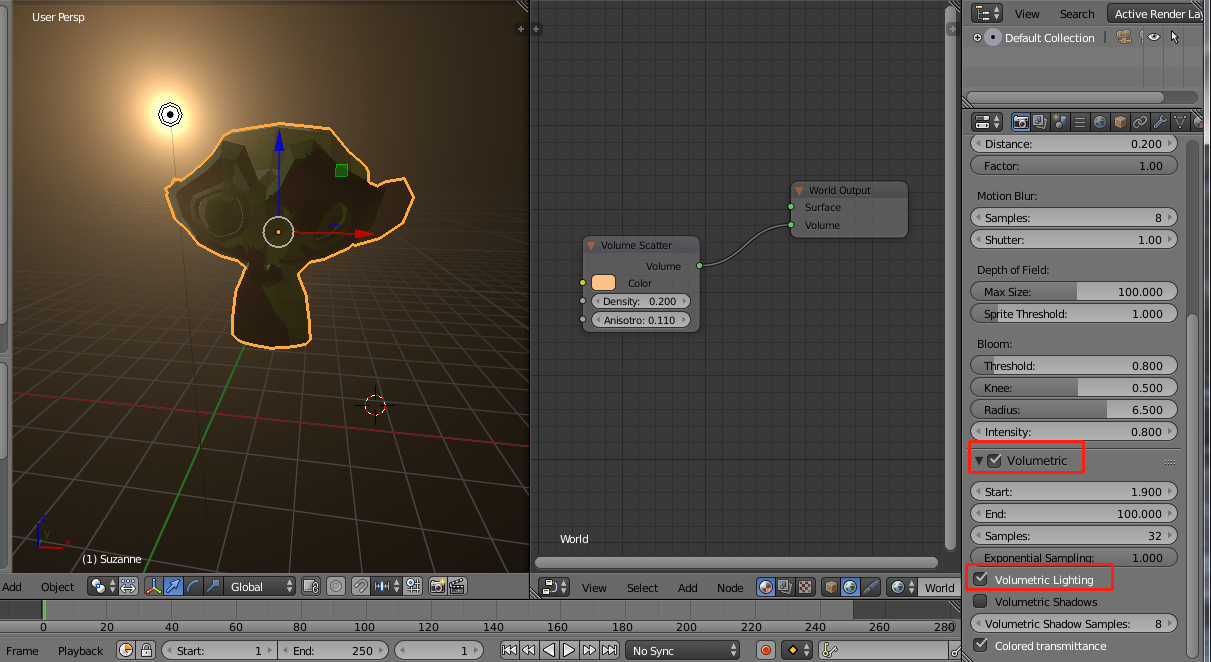 User Persp
(1) Suzanne
Add Object Global
World Output
Surface
Volume
Volume Scatter
Volume
Color
Density: 0.200
Anisotro: 0.110
World
View Select Add Node World
View Search Active Render Lay
Default Collection
Distance: 0.200
Factor: 1.00
Motion Blur:
Samples: 8
Shutter: 1.00
Depth of Field:
Max Size: 100.000
Sprite Threshold: 1.000
Bloom:
Threshold: 0.800
Knee: 0.500
Radius: 6.500
Intensity: 0.800
Volumetric
Start: 1.900
End: 100.000
Samples: 32
Exponential Sampling: 1.000
Volumetric Lighting
Volumetric Shadows
Volumetric Shadow Samples: 8
Colored transmittance
0 20 40 60 80 100 120 140 160 180 200 220 240 260 280
Frame Playback Start: 1 End: 250 1 No Sync